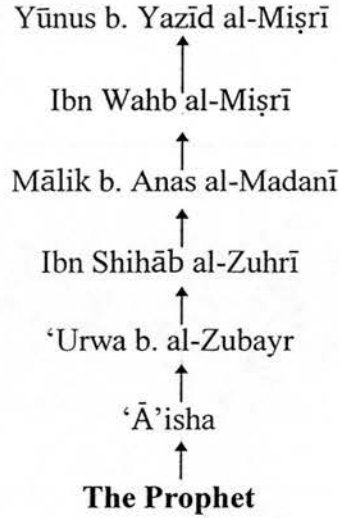 Yūnus b. Yazīd al-Miṣrī
Ibn Wahb al-Miṣrī
Mālik b. Anas al-Madanī
Ibn Shihāb al-Zuhrī
‘Urwa b. al-Zubayr
‘Ā’isha
The Prophet